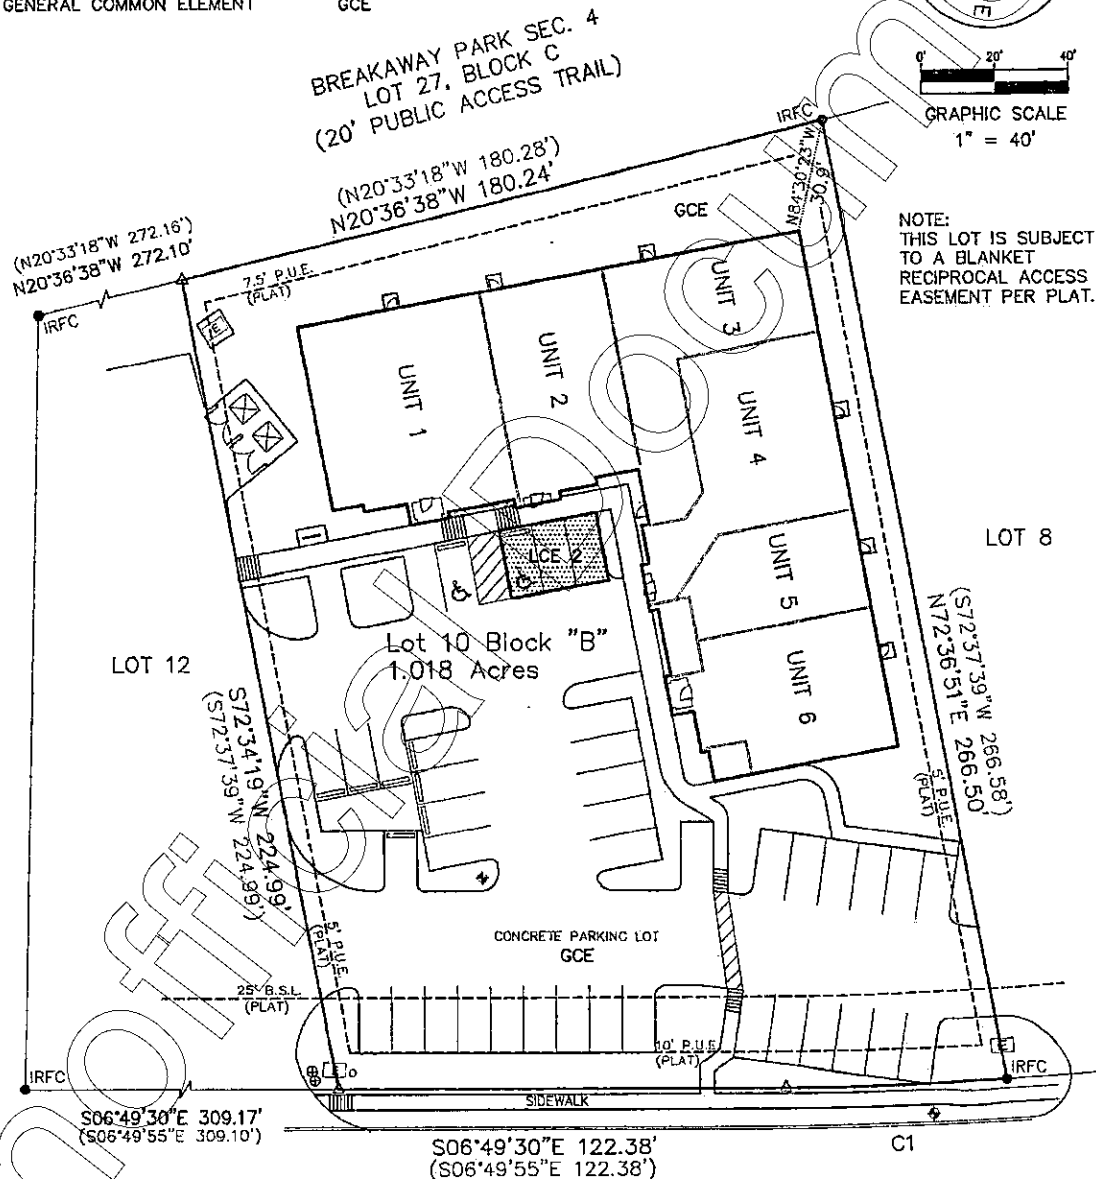 GENERAL COMMON ELEMENT GCE
BREAKAWAY PARK SEC. 4
LOT 27, BLOCK C
(20' PUBLIC ACCESS TRAIL)
E
0' 20' 40'
GRAPHIC SCALE
1" = 40'
IRFC
(N20°33'18"W 180.28')
N20°36'38"W 180.24'
N84°30'23"W
30.9'
GCE
NOTE:
THIS LOT IS SUBJECT
TO A BLANKET
RECIPROCAL ACCESS
EASEMENT PER PLAT.
(N20°33'18"W 272.16')
N20°36'38"W 272.10'
IRFC
7.5' P.U.E.
(PLAT)
E
UNIT 1
UNIT 2
UNIT 3
UNIT 4
UNIT 5
UNIT 6
LCE 2
LOT 8
LOT 12
Lot 10 Block "B"
1.018 Acres
S72°34'19"W 224.99'
(S72°37'39"W 224.99')
(S72°37'39"W 266.58')
N72°36'51"E 266.50'
5' P.U.E.
(PLAT)
5' P.U.E.
(PLAT)
CONCRETE PARKING LOT
GCE
25' B.S.L.
(PLAT)
10' P.U.E
(PLAT)
E
IRFC
IRFC
E
SIDEWALK
S06°49'30"E 309.17'
(S06°49'55"E 309.10')
S06°49'30"E 122.38'
(S06°49'55"E 122.38')
C1
Unofficial Docum